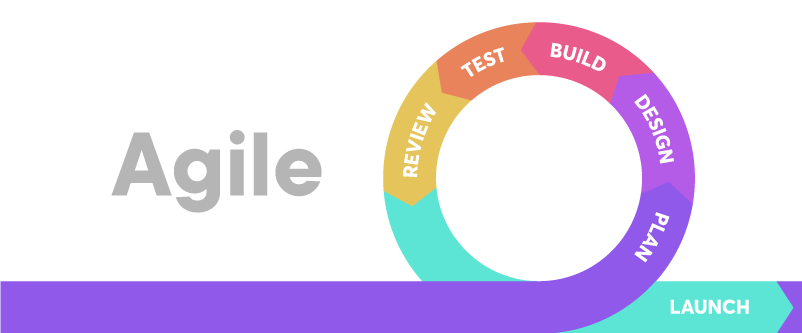 Agile
PLAN
DESIGN
BUILD
TEST
REVIEW
LAUNCH